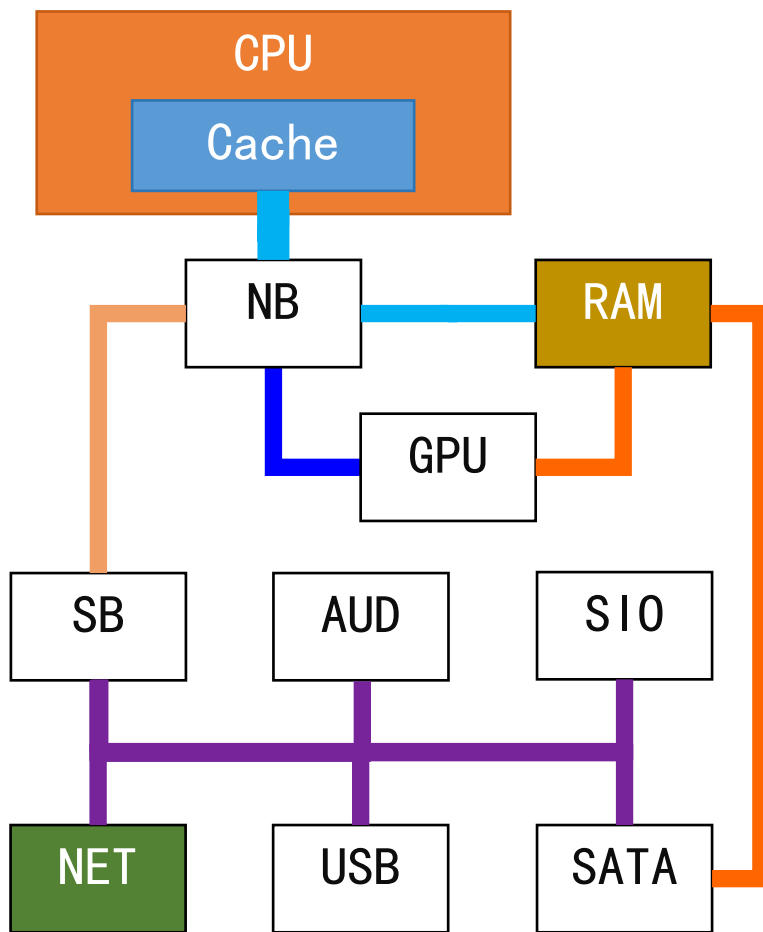 CPU
Cache
NB
RAM
GPU
SB
AUD
SIO
NET
USB
SATA